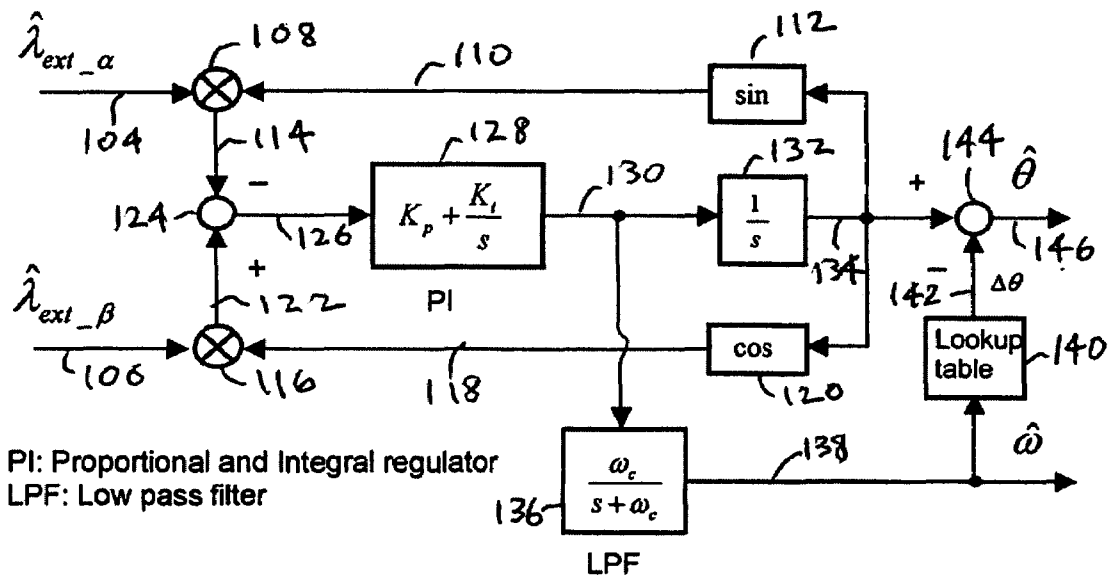 λ̂ext_α
108
112
110
sin
104
114
128
132
144
θ̂
−
130
+
124
Kp + Ki/s
1/s
126
134
146
+
−
λ̂ext_β
122
PI
142
Δθ
cos
Lookup
table
140
106
116
118
120
138
ω̂
PI: Proportional and Integral regulator
LPF: Low pass filter
ωc/(s+ωc)
136
LPF